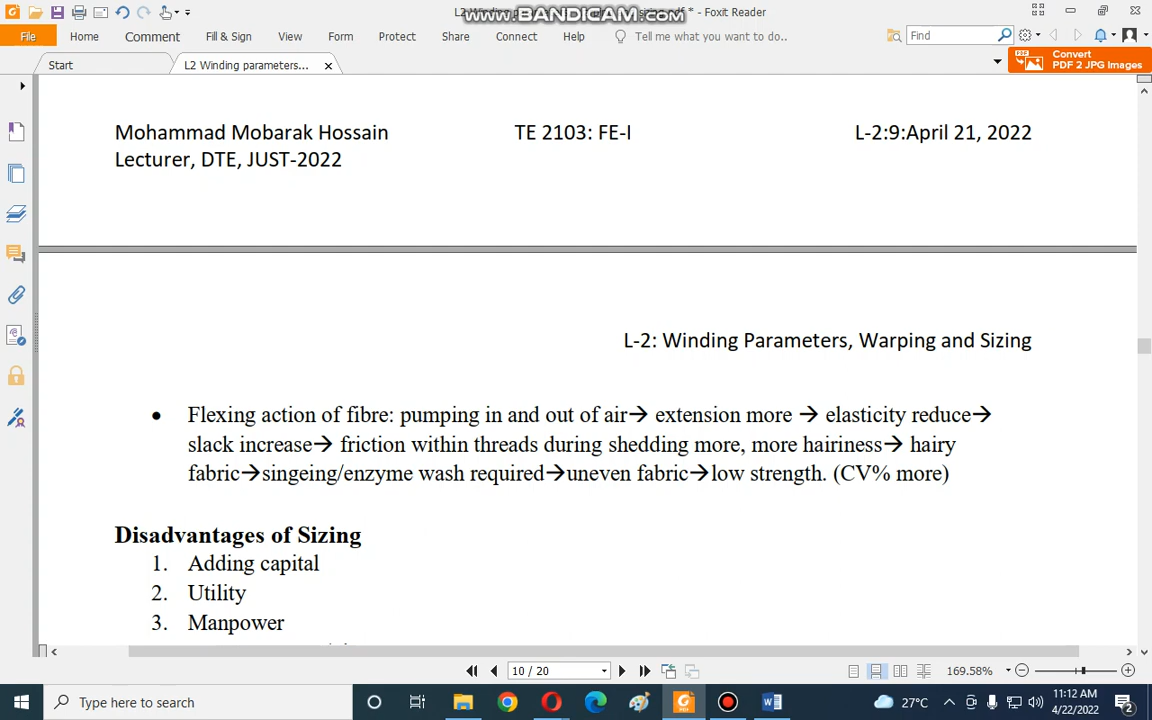 L2 Winding p
www.BANDICAM.com
.pdf * - Foxit Reader
File Home Comment Fill & Sign View Form Protect Share Connect Help Tell me what you want to do.. Find
Start L2 Winding parameters... Convert
PDF 2 JPG Images
Mohammad Mobarak Hossain TE 2103: FE-I L-2:9:April 21, 2022
Lecturer, DTE, JUST-2022
L-2: Winding Parameters, Warping and Sizing
• Flexing action of fibre: pumping in and out of air→ extension more → elasticity reduce→
slack increase→ friction within threads during shedding more, more hairiness→ hairy
fabric→singeing/enzyme wash required→uneven fabric→low strength. (CV% more)
Disadvantages of Sizing
1. Adding capital
2. Utility
3. Manpower
10 / 20 169.58%
Type here to search 27°C 11:12 AM
4/22/2022 2